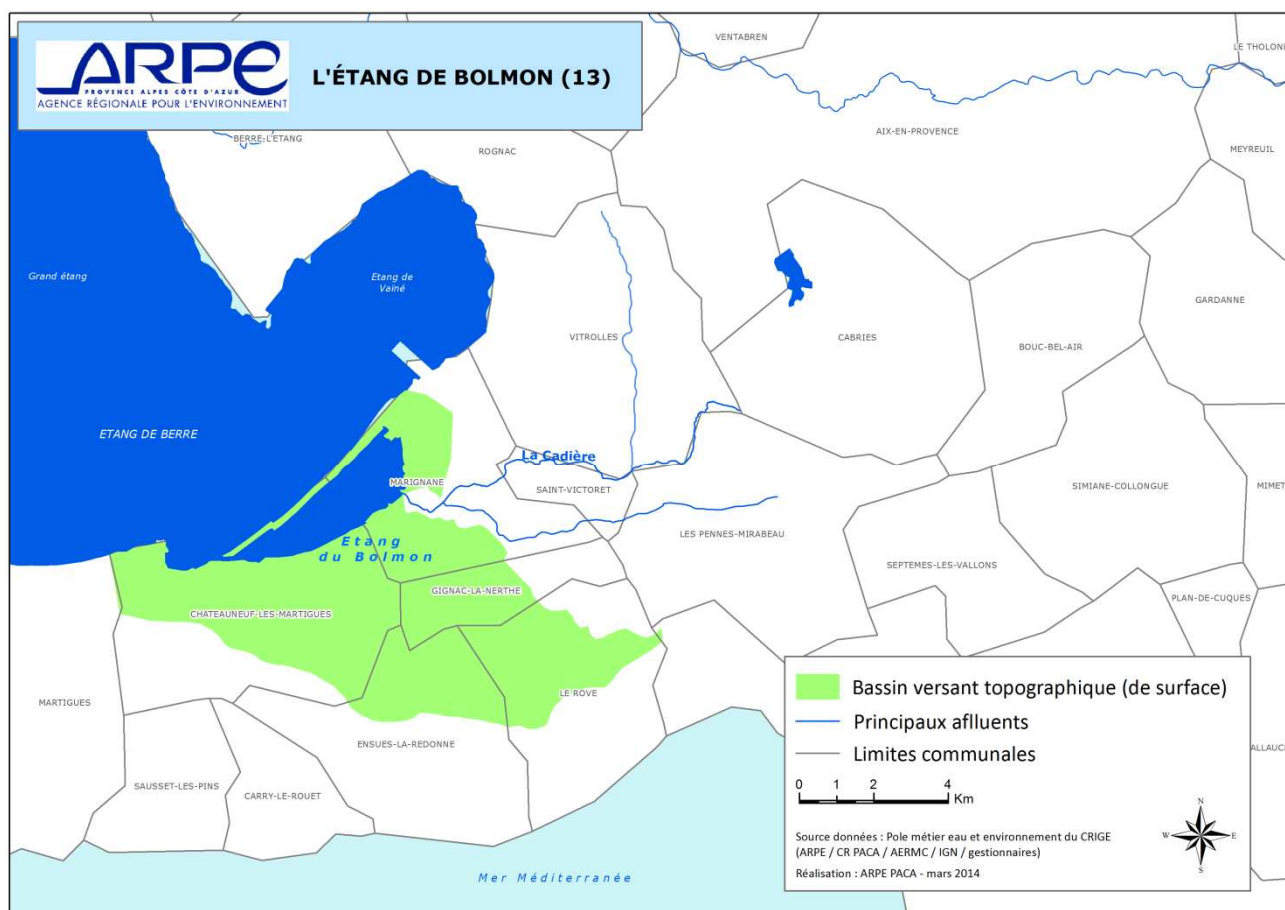 ARPE
PROVENCE ALPES CÔTE D'AZUR
AGENCE RÉGIONALE POUR L'ENVIRONNEMENT
L'ÉTANG DE BOLMON (13)
VENTABREN
LE THOLONE
BERRE-L'ETANG
ROGNAC
AIX-EN-PROVENCE
MEYREUIL
Grand étang
Etang de
Vaïné
VITROLLES
CABRIES
BOUC-BEL-AIR
GARDANNE
ETANG DE BERRE
La Cadière
MARIGNANE
SAINT-VICTORET
SIMIANE-COLLONGUE
MIMET
Etang
du Bolmon
LES PENNES-MIRABEAU
SEPTEMES-LES-VALLONS
GIGNAC-LA-NERTHE
PLAN-DE-CUQUES
CHATEAUNEUF-LES-MARTIGUES
MARTIGUES
LE ROVE
ENSUES-LA-REDONNE
SAUSSET-LES-PINS
CARRY-LE-ROUET
ALLAUCH
Mer Méditerranée
Bassin versant topographique (de surface)
Principaux aflluents
Limites communales
0 1 2 4
Km
Source données : Pole métier eau et environnement du CRIGE
(ARPE / CR PACA / AERMC / IGN / gestionnaires)
Réalisation : ARPE PACA - mars 2014
N
W E
S